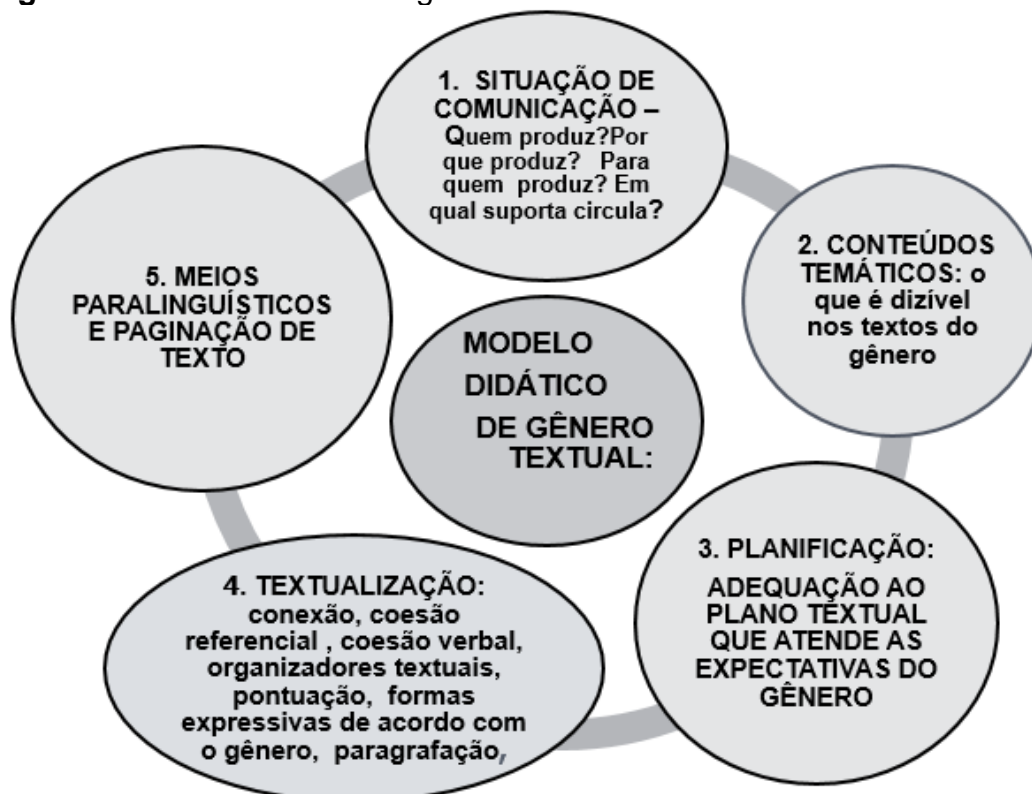 1. SITUAÇÃO DE
COMUNICAÇÃO –
Quem produz?Por
que produz? Para
quem produz? Em
qual suporta circula?
2. CONTEÚDOS
TEMÁTICOS: o
que é dizível
nos textos do
gênero
3. PLANIFICAÇÃO:
ADEQUAÇÃO AO
PLANO TEXTUAL
QUE ATENDE AS
EXPECTATIVAS DO
GÊNERO
4. TEXTUALIZAÇÃO:
conexão, coesão
referencial , coesão verbal,
organizadores textuais,
pontuação, formas
expressivas de acordo com
o gênero, paragrafação,
5. MEIOS
PARALINGUÍSTICOS
E PAGINAÇÃO DE
TEXTO
MODELO
DIDÁTICO
DE GÊNERO
TEXTUAL: